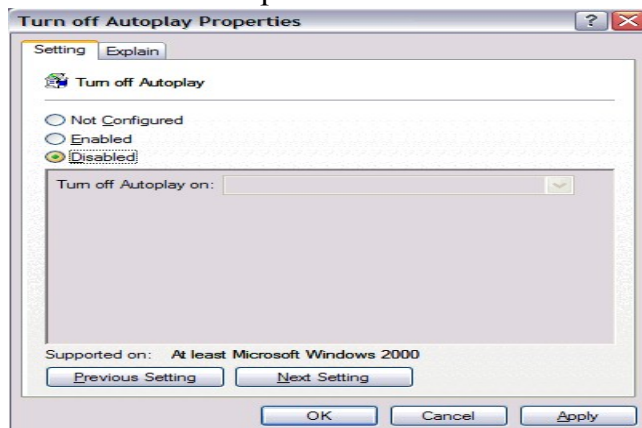 Turn off Autoplay Properties
Setting Explain
Turn off Autoplay
Not Configured
Enabled
Disabled
Turn off Autoplay on:
Supported on: At least Microsoft Windows 2000
Previous Setting Next Setting
OK Cancel Apply